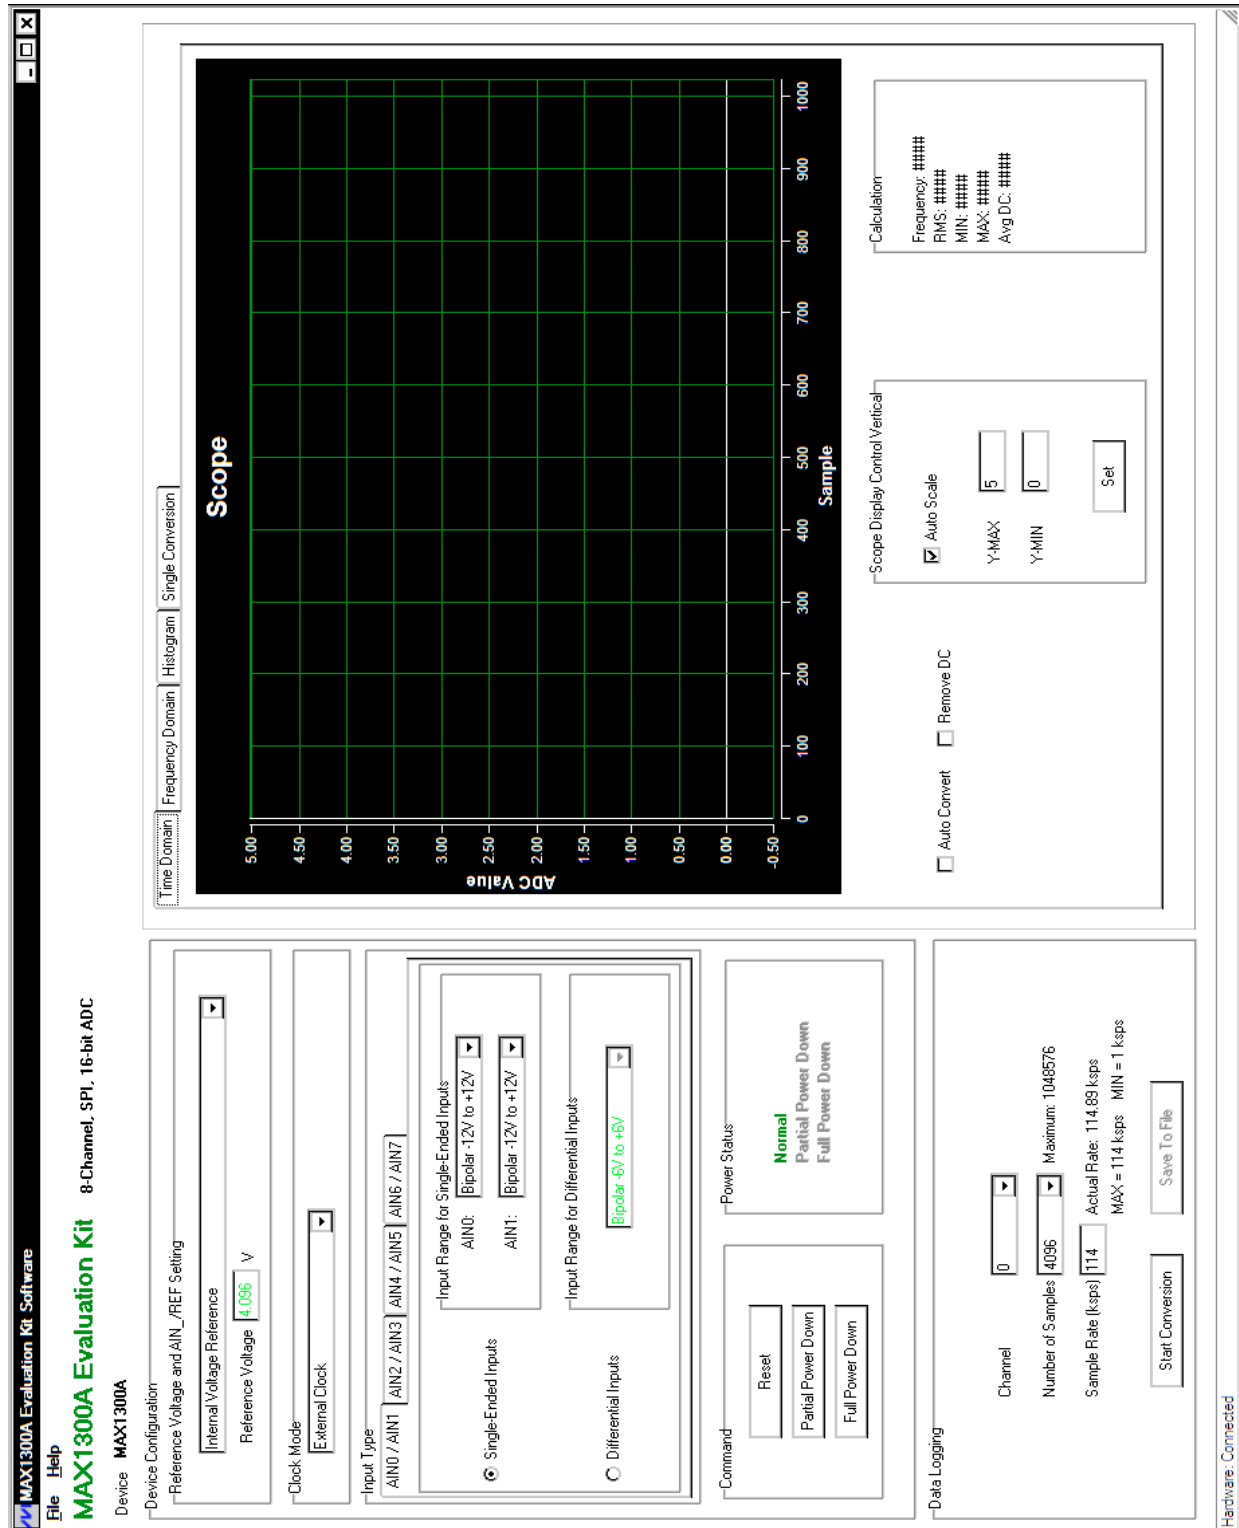 MAX1300A Evaluation Kit Software
File Help
MAX1300A Evaluation Kit 8-Channel, SPI, 16-bit ADC
Device MAX1300A
Device Configuration
Reference Voltage and AIN_/REF Setting
Internal Voltage Reference
Reference Voltage 4.096 V
Clock Mode
External Clock
Input Type
AIN0 / AIN1 AIN2 / AIN3 AIN4 / AIN5 AIN6 / AIN7
Single-Ended Inputs
Input Range for Single-Ended Inputs
AIN0: Bipolar -12V to +12V
AIN1: Bipolar -12V to +12V
Differential Inputs
Input Range for Differential Inputs
Bipolar -6V to +6V
Command
Reset
Partial Power Down
Full Power Down
Power Status
Normal
Partial Power Down
Full Power Down
Data Logging
Channel 0
Number of Samples 4096 Maximum: 1048576
Sample Rate (ksps) 114 Actual Rate: 114.89 ksps
MAX = 114 ksps MIN = 1 ksps
Start Conversion Save To File
Time Domain Frequency Domain Histogram Single Conversion
Scope
ADC Value
5.00
4.50
4.00
3.50
3.00
2.50
2.00
1.50
1.00
0.50
0.00
-0.50
0 100 200 300 400 500 600 700 800 900 1000
Sample
Auto Convert Remove DC
Scope Display Control Vertical
Auto Scale
Y-MAX 5
Y-MIN 0
Set
Calculation
Frequency: ####
RMS: ####
MIN: ####
MAX: ####
Avg DC: ####
Hardware: Connected